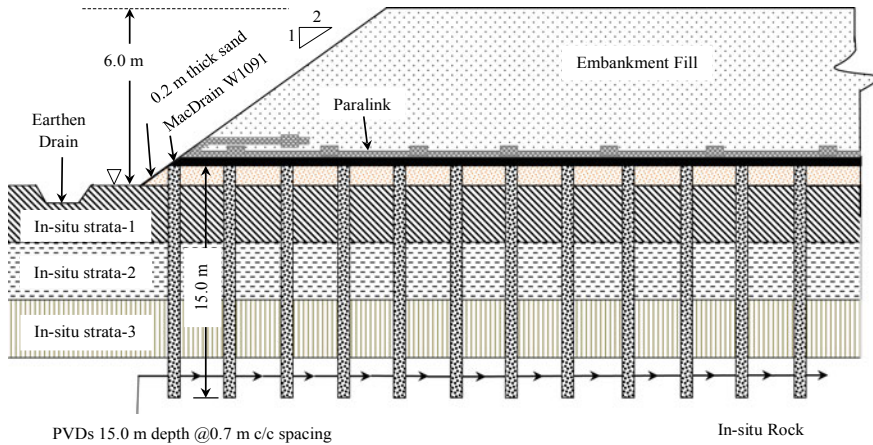 2
1
6.0 m
0.2 m thick sand
MacDrain W1091
Embankment Fill
Paralink
Earthen
Drain
In-situ strata-1
In-situ strata-2
In-situ strata-3
15.0 m
PVDs 15.0 m depth @0.7 m c/c spacing
In-situ Rock